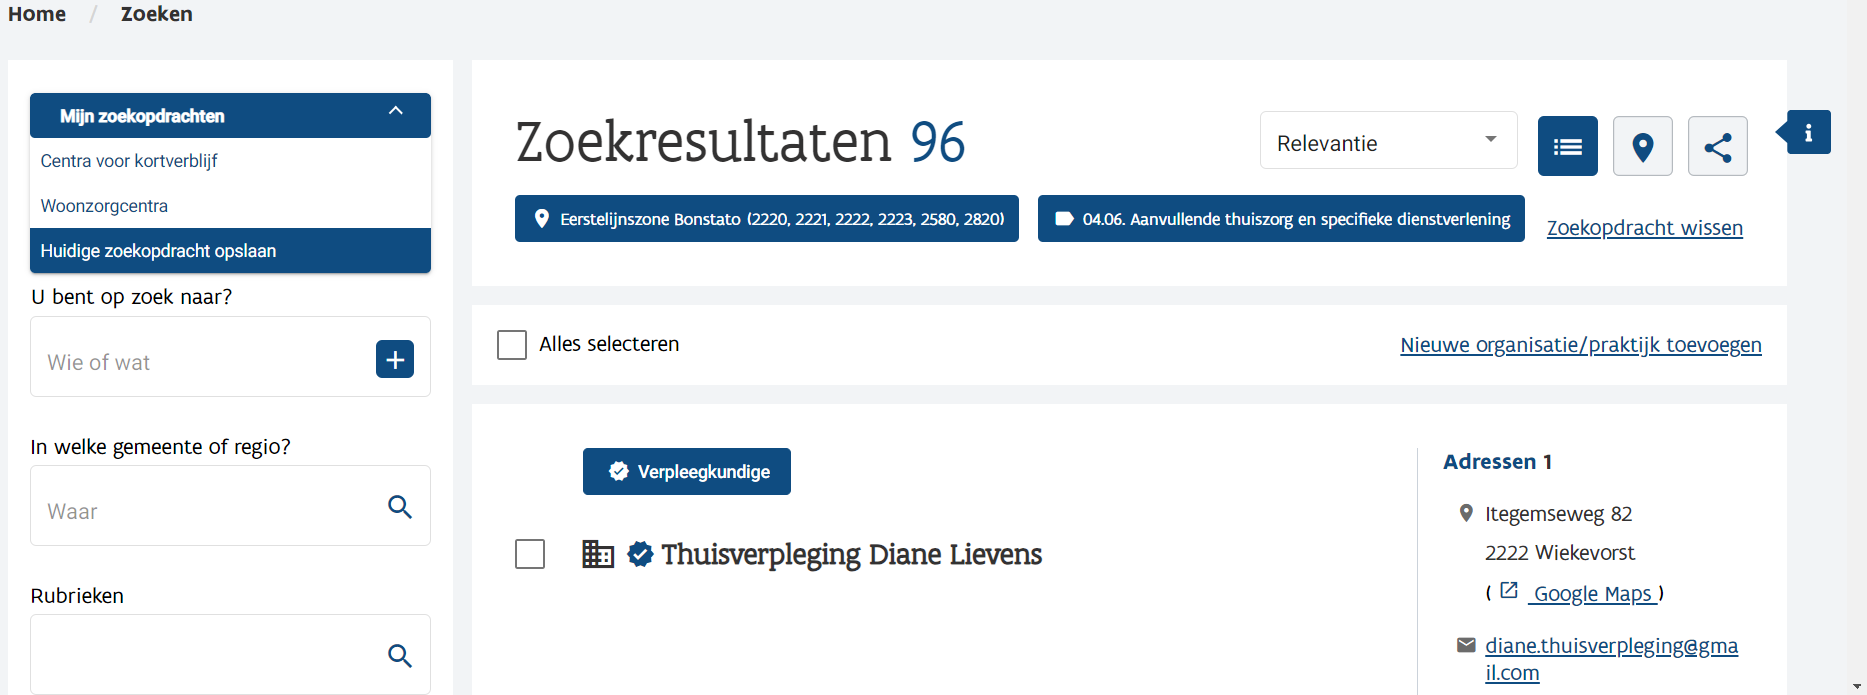 Home / Zoeken
Mijn zoekopdrachten
Centra voor kortverblijf
Woonzorgcentra
Huidige zoekopdracht opslaan
U bent op zoek naar?
Wie of wat
In welke gemeente of regio?
Waar
Rubrieken
Zoekresultaten 96
Relevantie
Eerstelijnszone Bonstato (2220, 2221, 2222, 2223, 2580, 2820)
04.06. Aanvullende thuiszorg en specifieke dienstverlening
Zoekopdracht wissen
Alles selecteren
Nieuwe organisatie/praktijk toevoegen
Verpleegkundige
Thuisverpleging Diane Lievens
Adressen 1
Itegemseweg 82
2222 Wiekevorst
( Google Maps )
diane.thuisverpleging@gma
il.com